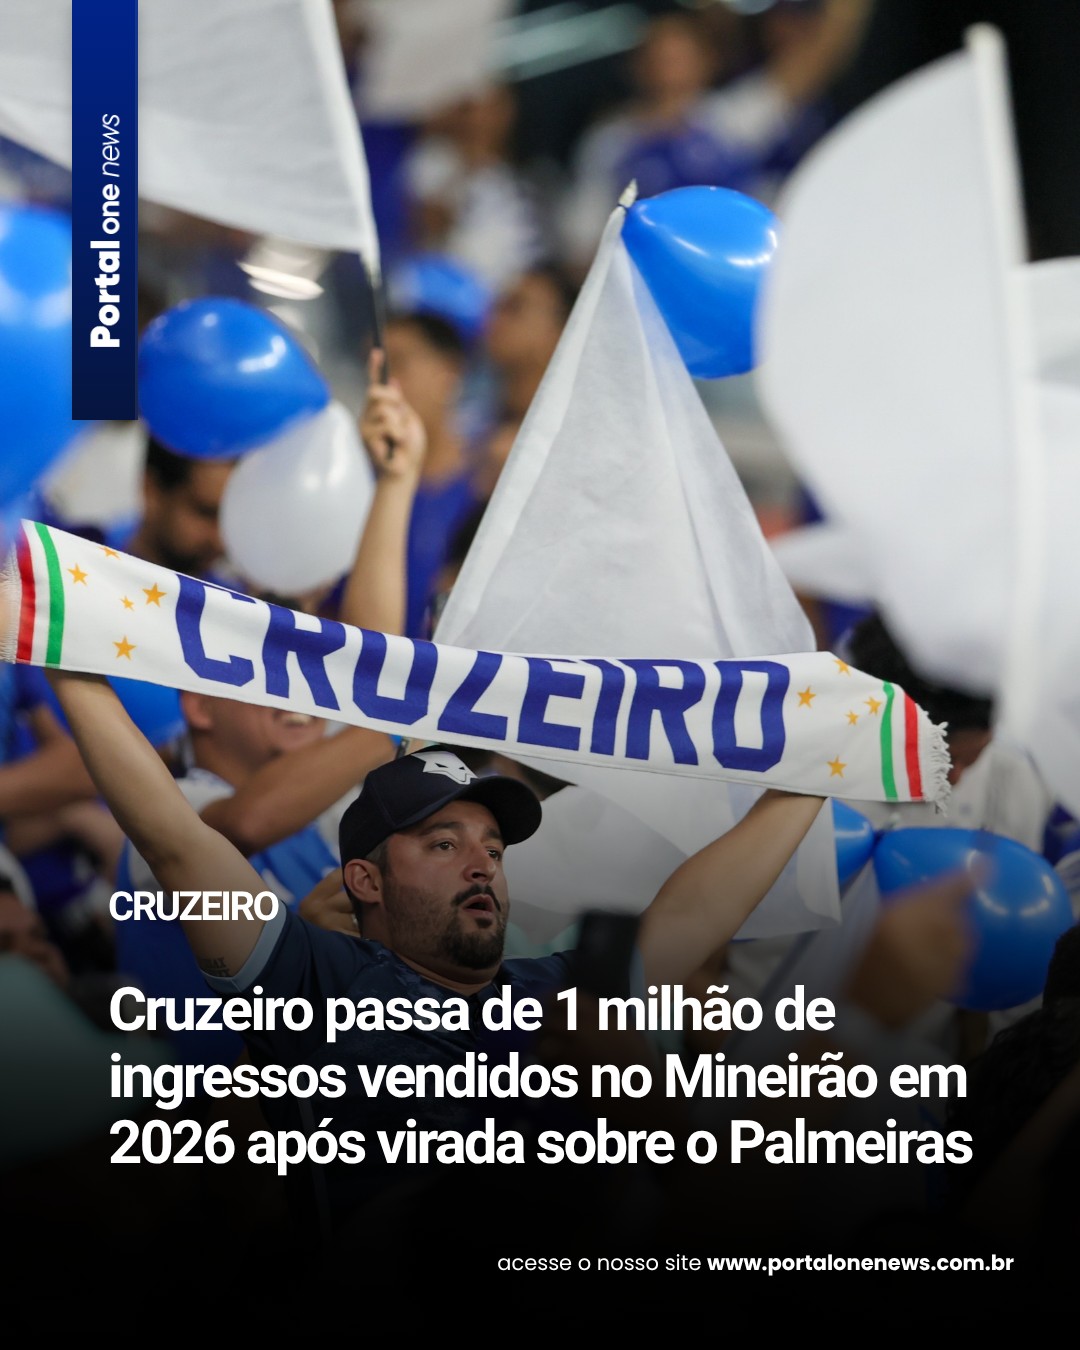 Portal one news
CRUZEIRO
CRUZEIRO
Cruzeiro passa de 1 milhão de
ingressos vendidos no Mineirão em
2026 após virada sobre o Palmeiras
acesse o nosso site www.portalonenews.com.br